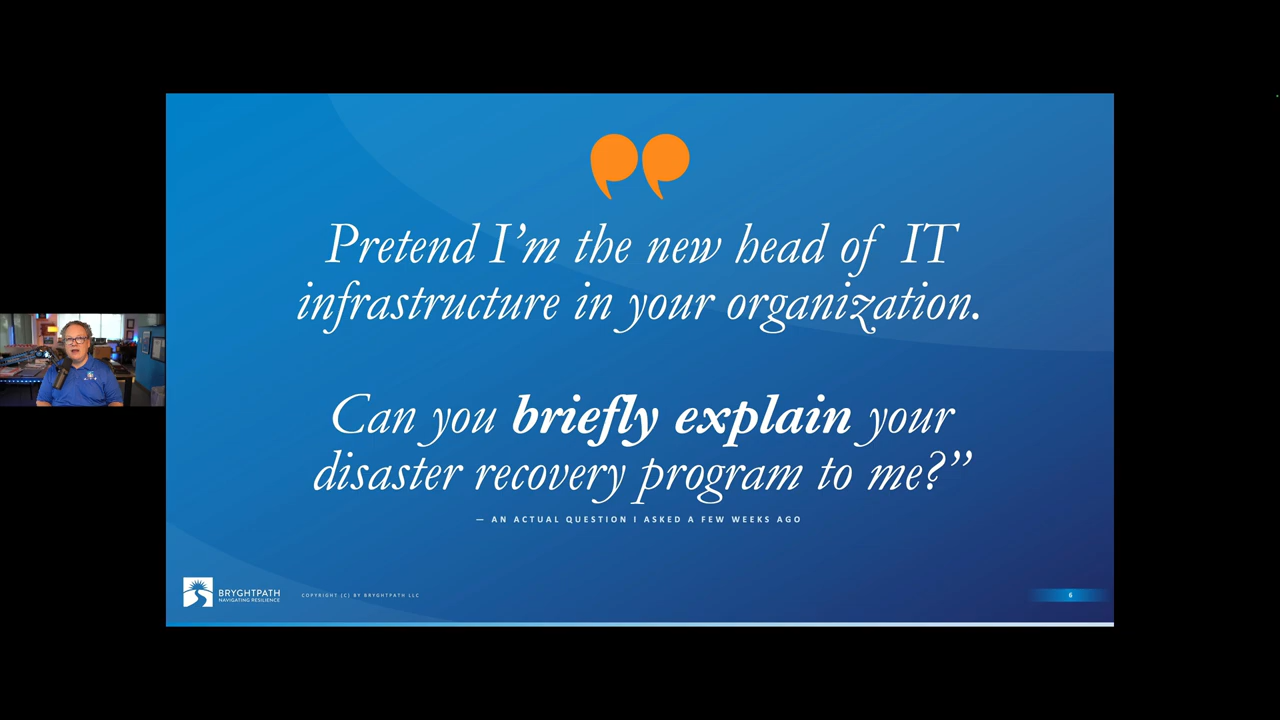 Pretend I’m the new head of IT
infrastructure in your organization.
Can you briefly explain your
disaster recovery program to me?”
— AN ACTUAL QUESTION I ASKED A FEW WEEKS AGO
BRYGHTPATH
NAVIGATING RESILIENCE
COPYRIGHT (C) BY BRYGHTPATH LLC
6